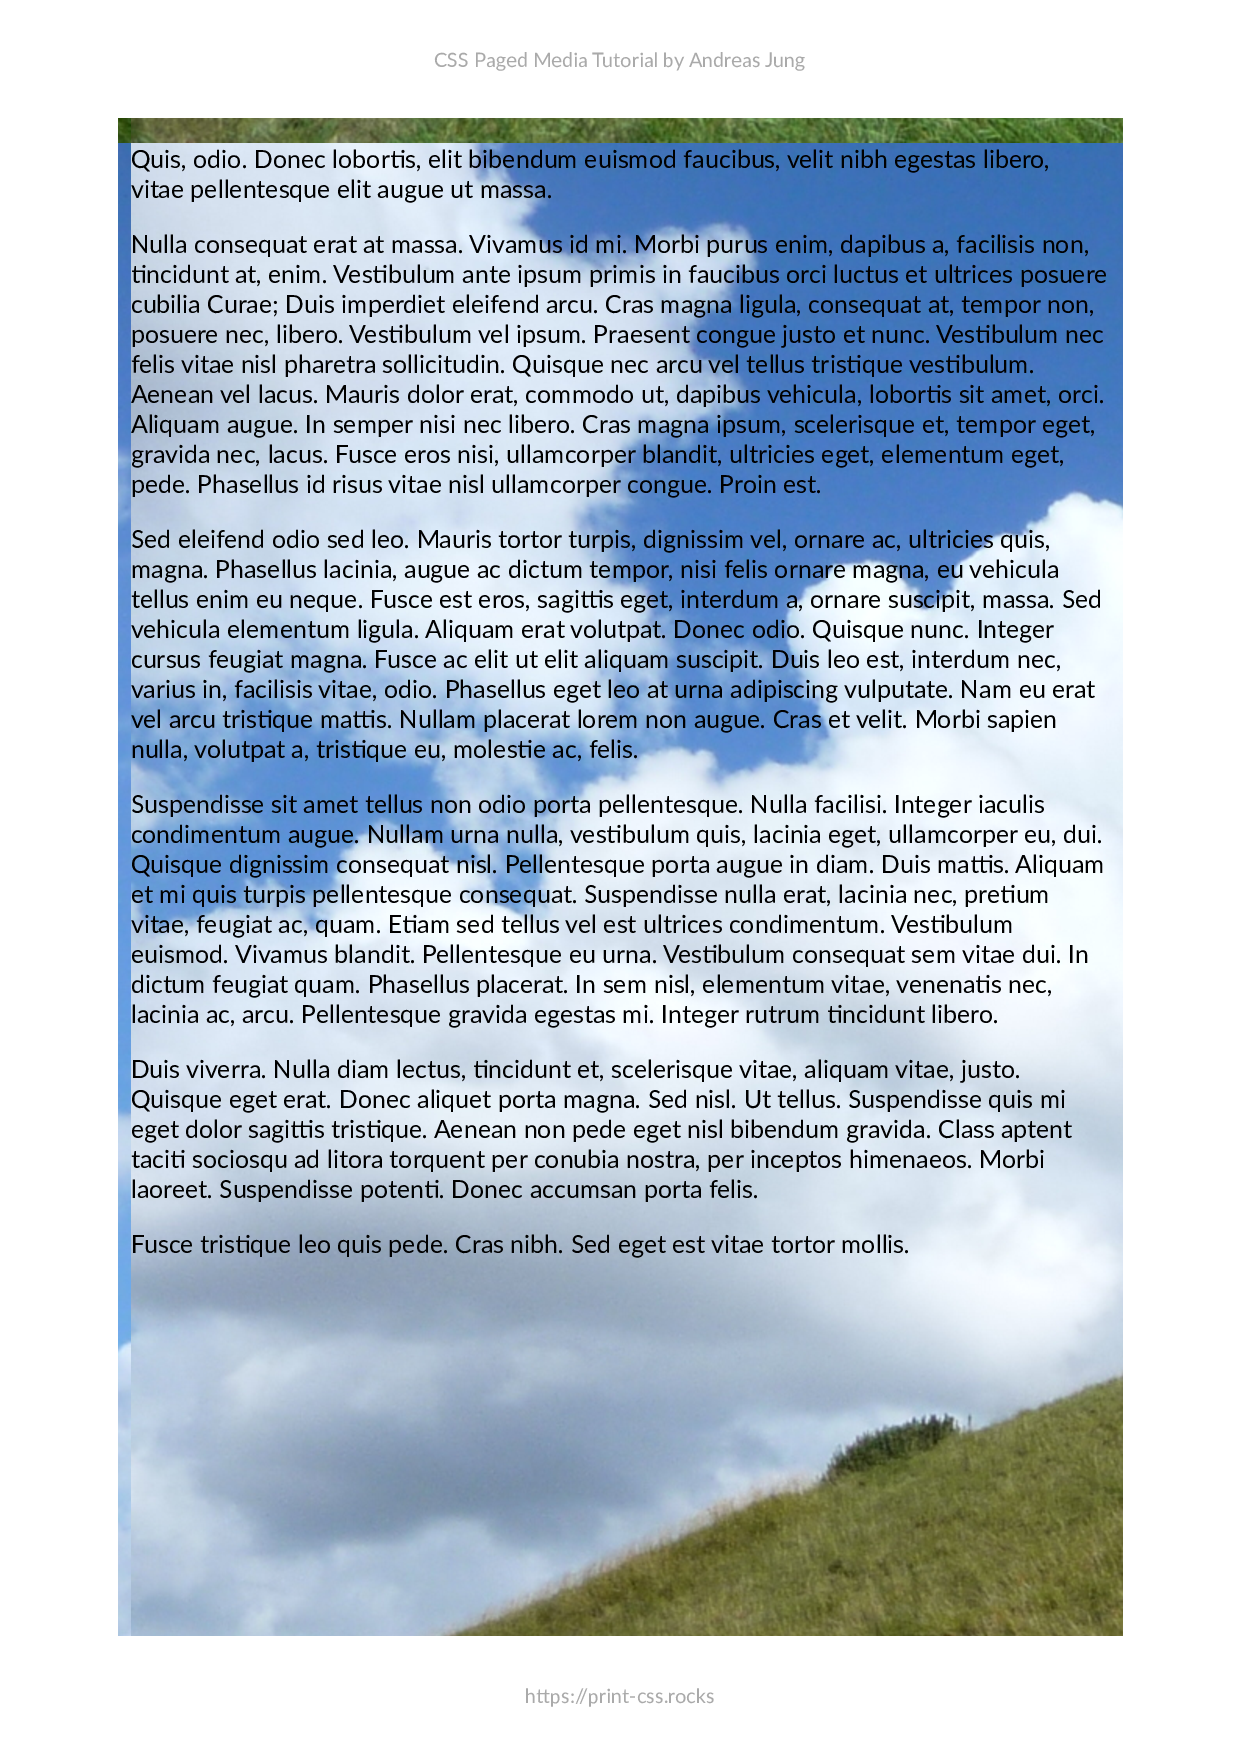 CSS Paged Media Tutorial by Andreas Jung
Quis, odio. Donec lobortis, elit bibendum euismod faucibus, velit nibh egestas libero,
vitae pellentesque elit augue ut massa.
Nulla consequat erat at massa. Vivamus id mi. Morbi purus enim, dapibus a, facilisis non,
tincidunt at, enim. Vestibulum ante ipsum primis in faucibus orci luctus et ultrices posuere
cubilia Curae; Duis imperdiet eleifend arcu. Cras magna ligula, consequat at, tempor non,
posuere nec, libero. Vestibulum vel ipsum. Praesent congue justo et nunc. Vestibulum nec
felis vitae nisl pharetra sollicitudin. Quisque nec arcu vel tellus tristique vestibulum.
Aenean vel lacus. Mauris dolor erat, commodo ut, dapibus vehicula, lobortis sit amet, orci.
Aliquam augue. In semper nisi nec libero. Cras magna ipsum, scelerisque et, tempor eget,
gravida nec, lacus. Fusce eros nisi, ullamcorper blandit, ultricies eget, elementum eget,
pede. Phasellus id risus vitae nisl ullamcorper congue. Proin est.
Sed eleifend odio sed leo. Mauris tortor turpis, dignissim vel, ornare ac, ultricies quis,
magna. Phasellus lacinia, augue ac dictum tempor, nisi felis ornare magna, eu vehicula
tellus enim eu neque. Fusce est eros, sagittis eget, interdum a, ornare suscipit, massa. Sed
vehicula elementum ligula. Aliquam erat volutpat. Donec odio. Quisque nunc. Integer
cursus feugiat magna. Fusce ac elit ut elit aliquam suscipit. Duis leo est, interdum nec,
varius in, facilisis vitae, odio. Phasellus eget leo at urna adipiscing vulputate. Nam eu erat
vel arcu tristique mattis. Nullam placerat lorem non augue. Cras et velit. Morbi sapien
nulla, volutpat a, tristique eu, molestie ac, felis.
Suspendisse sit amet tellus non odio porta pellentesque. Nulla facilisi. Integer iaculis
condimentum augue. Nullam urna nulla, vestibulum quis, lacinia eget, ullamcorper eu, dui.
Quisque dignissim consequat nisl. Pellentesque porta augue in diam. Duis mattis. Aliquam
et mi quis turpis pellentesque consequat. Suspendisse nulla erat, lacinia nec, pretium
vitae, feugiat ac, quam. Etiam sed tellus vel est ultrices condimentum. Vestibulum
euismod. Vivamus blandit. Pellentesque eu urna. Vestibulum consequat sem vitae dui. In
dictum feugiat quam. Phasellus placerat. In sem nisl, elementum vitae, venenatis nec,
lacinia ac, arcu. Pellentesque gravida egestas mi. Integer rutrum tincidunt libero.
Duis viverra. Nulla diam lectus, tincidunt et, scelerisque vitae, aliquam vitae, justo.
Quisque eget erat. Donec aliquet porta magna. Sed nisl. Ut tellus. Suspendisse quis mi
eget dolor sagittis tristique. Aenean non pede eget nisl bibendum gravida. Class aptent
taciti sociosqu ad litora torquent per conubia nostra, per inceptos himenaeos. Morbi
laoreet. Suspendisse potenti. Donec accumsan porta felis.
Fusce tristique leo quis pede. Cras nibh. Sed eget est vitae tortor mollis.
https://print-css.rocks